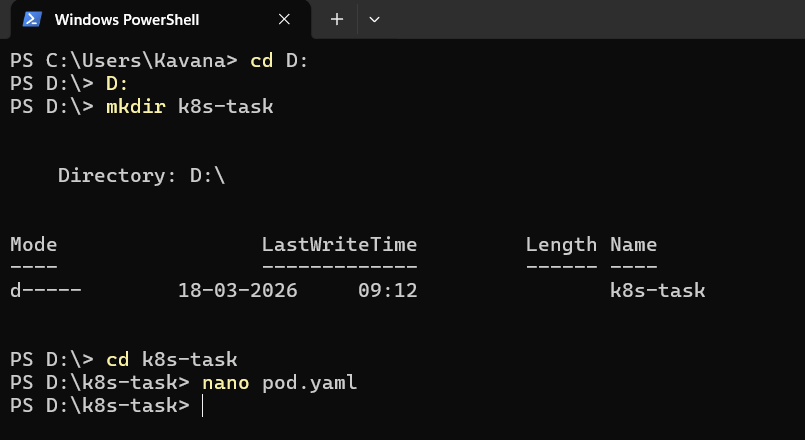 Windows PowerShell
PS C:\Users\Kavana> cd D:
PS D:\> D:
PS D:\> mkdir k8s-task
Directory: D:\
Mode LastWriteTime Length Name
---- ------------- ------ ----
d----- 18-03-2026 09:12 k8s-task
PS D:\> cd k8s-task
PS D:\k8s-task> nano pod.yaml
PS D:\k8s-task>